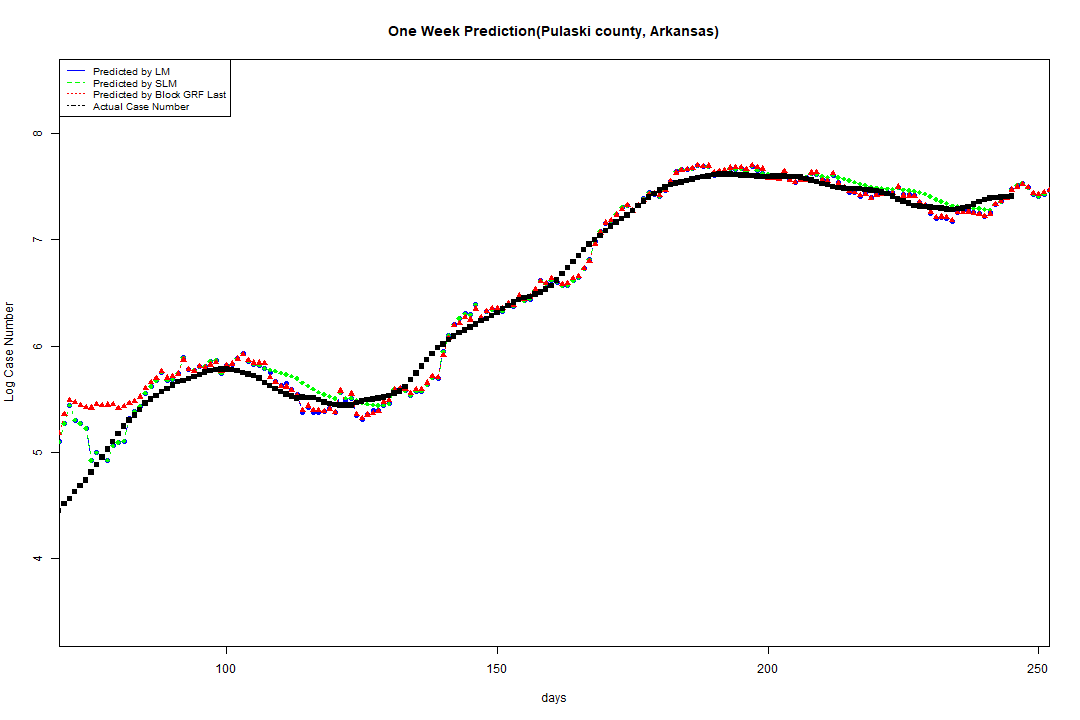 One Week Prediction(Pulaski county, Arkansas)
Predicted by LM
Predicted by SLM
Predicted by Block GRF Last
Actual Case Number
8
7
6
5
4
Log Case Number
100
150
200
250
days